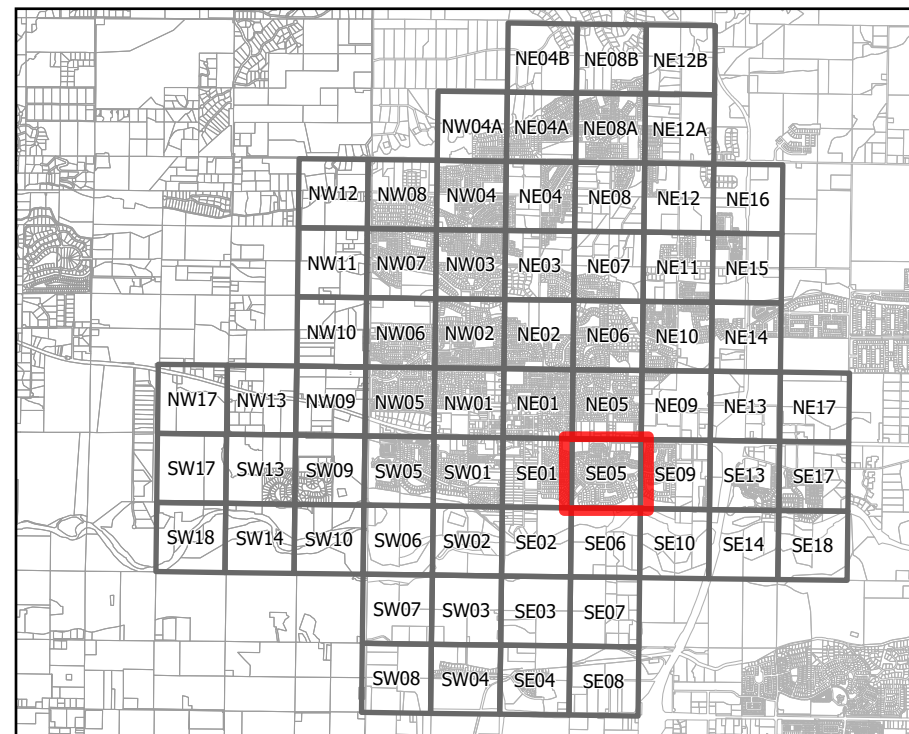 NE04B NE08B NE12B
NW04A NE04A NE08A NE12A
NW12 NW08 NW04 NE04 NE08 NE12 NE16
NW11 NW07 NW03 NE03 NE07 NE11 NE15
NW10 NW06 NW02 NE02 NE06 NE10 NE14
NW17 NW13 NW09 NW05 NW01 NE01 NE05 NE09 NE13 NE17
SW17 SW13 SW09 SW05 SW01 SE01 SE05 SE09 SE13 SE17
SW18 SW14 SW10 SW06 SW02 SE02 SE06 SE10 SE14 SE18
SW07 SW03 SE03 SE07
SW08 SW04 SE04 SE08